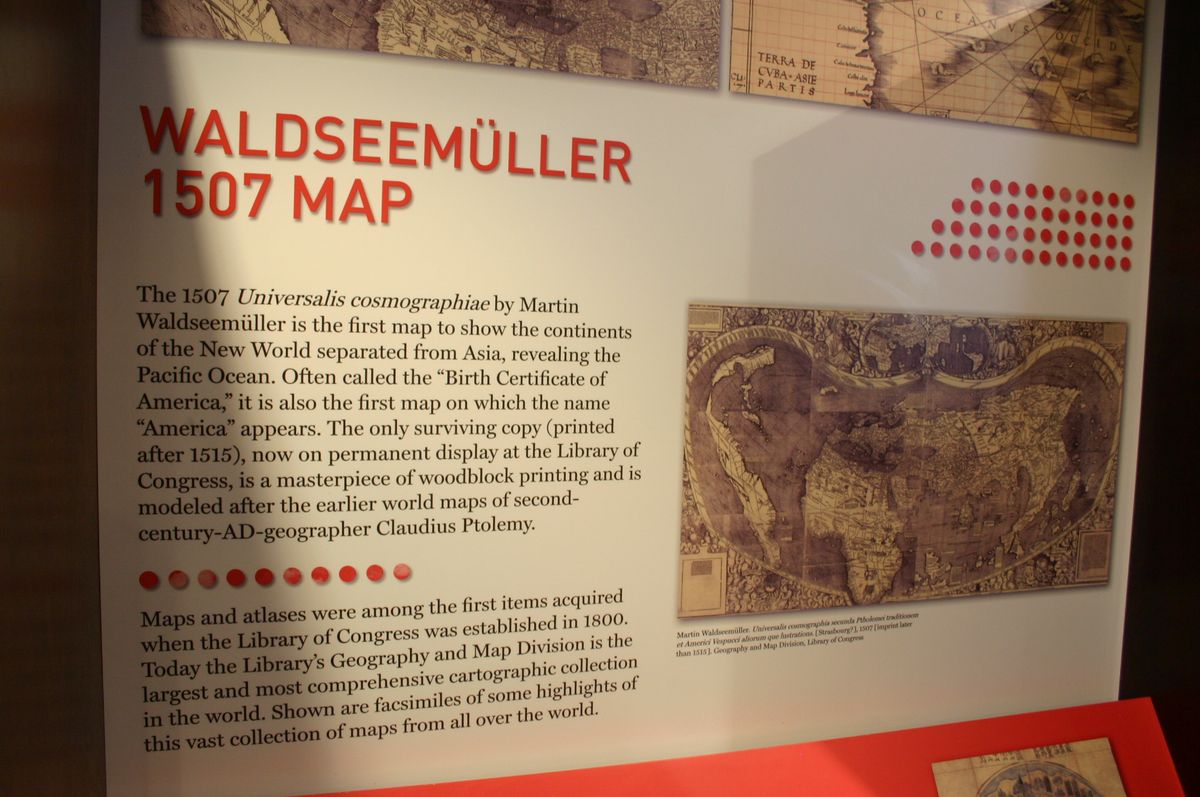 OCEANVS OCCIDE
TERRA DE
CVBA·ASIE
PARTIS
WALDSEEMÜLLER
1507 MAP
The 1507 Universalis cosmographiae by Martin
Waldseemüller is the first map to show the continents
of the New World separated from Asia, revealing the
Pacific Ocean. Often called the “Birth Certificate of
America,” it is also the first map on which the name
“America” appears. The only surviving copy (printed
after 1515), now on permanent display at the Library of
Congress, is a masterpiece of woodblock printing and is
modeled after the earlier world maps of second-
century-AD-geographer Claudius Ptolemy.
Maps and atlases were among the first items acquired
when the Library of Congress was established in 1800.
Today the Library’s Geography and Map Division is the
largest and most comprehensive cartographic collection
in the world. Shown are facsimiles of some highlights of
this vast collection of maps from all over the world.
Martin Waldseemüller. Universalis cosmographia secunda Ptholemei traditionem
et Americi Vespucci aliorum que lustrations. [Strasbourg?], 1507 [imprint later
than 1515]. Geography and Map Division, Library of Congress